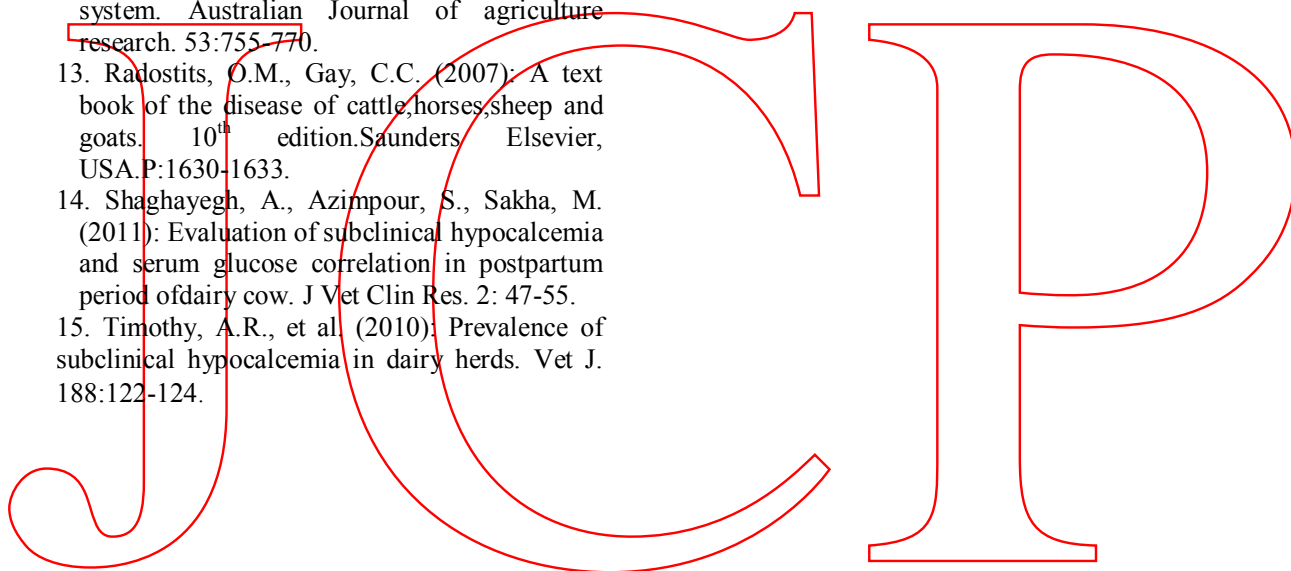 system. Australian Journal of agriculture
research. 53:755-770.
13. Radostits, O.M., Gay, C.C. (2007): A text
book of the disease of cattle,horses,sheep and
goats. 10th edition.Saunders Elsevier,
USA.P:1630-1633.
14. Shaghayegh, A., Azimpour, S., Sakha, M.
(2011): Evaluation of subclinical hypocalcemia
and serum glucose correlation in postpartum
period ofdairy cow. J Vet Clin Res. 2: 47-55.
15. Timothy, A.R., et al. (2010): Prevalence of
subclinical hypocalcemia in dairy herds. Vet J.
188:122-124.
JCP